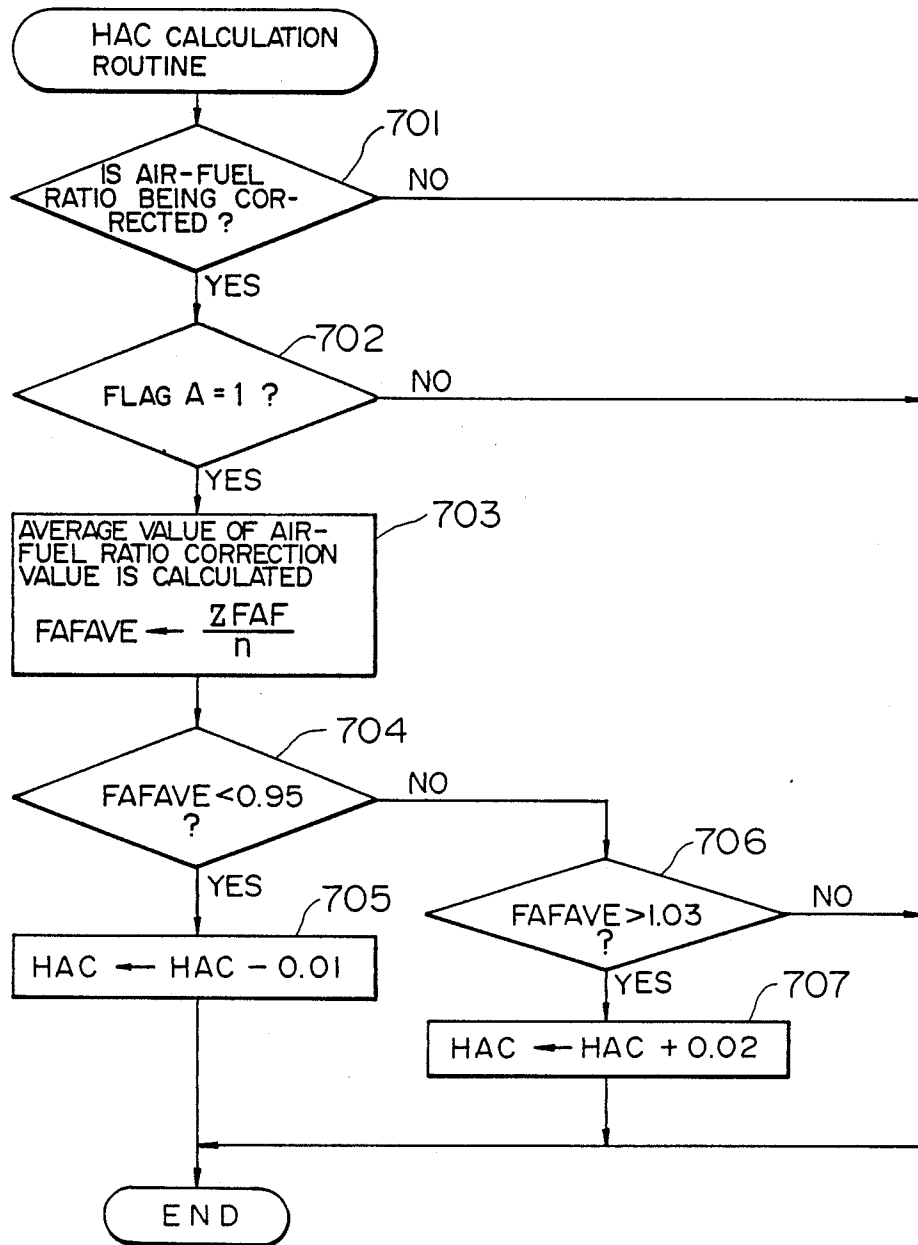 HAC CALCULATION
ROUTINE
701
IS AIR-FUEL
RATIO BEING COR-
RECTED ?
NO
YES
702
FLAG A = 1 ?
NO
YES
703
AVERAGE VALUE OF AIR-
FUEL RATIO CORRECTION
VALUE IS CALCULATED
FAFAVE ← ZFAF
n
704
FAFAVE < 0.95
?
NO
YES
706
FAFAVE > 1.03
?
NO
YES
705
HAC ← HAC - 0.01
707
HAC ← HAC + 0.02
END